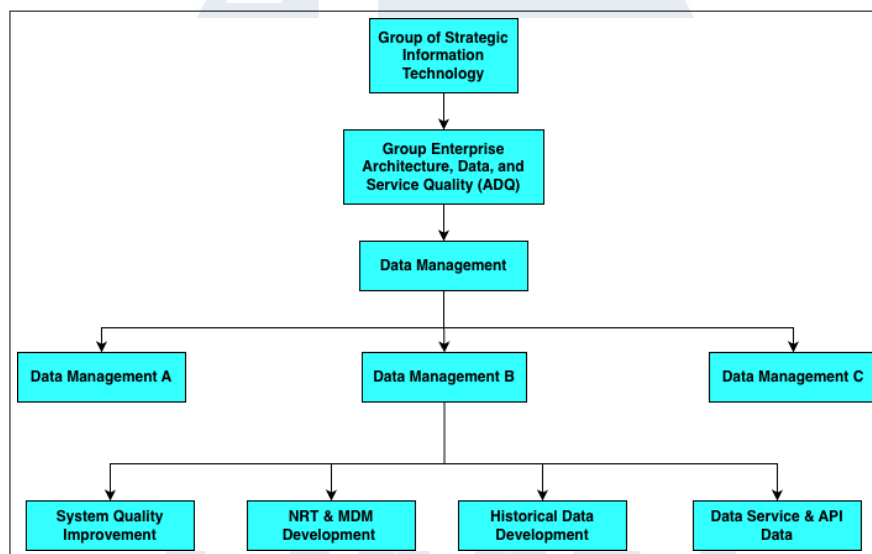 Group of Strategic
Information
Technology
Group Enterprise
Architecture, Data, and
Service Quality (ADQ)
Data Management
Data Management A
Data Management B
Data Management C
System Quality
Improvement
NRT & MDM
Development
Historical Data
Development
Data Service & API
Data